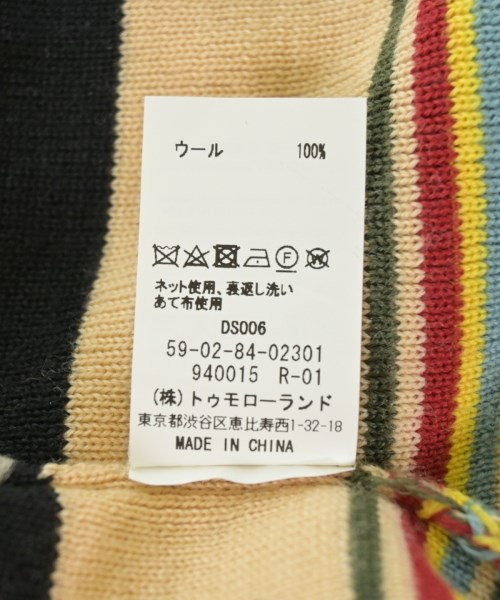 ウール 100%
ネット使用、裏返し洗い
あて布使用
DS006
59-02-84-02301
940015 R-01
(株)トゥモローランド
東京都渋谷区恵比寿西1-32-18
MADE IN CHINA